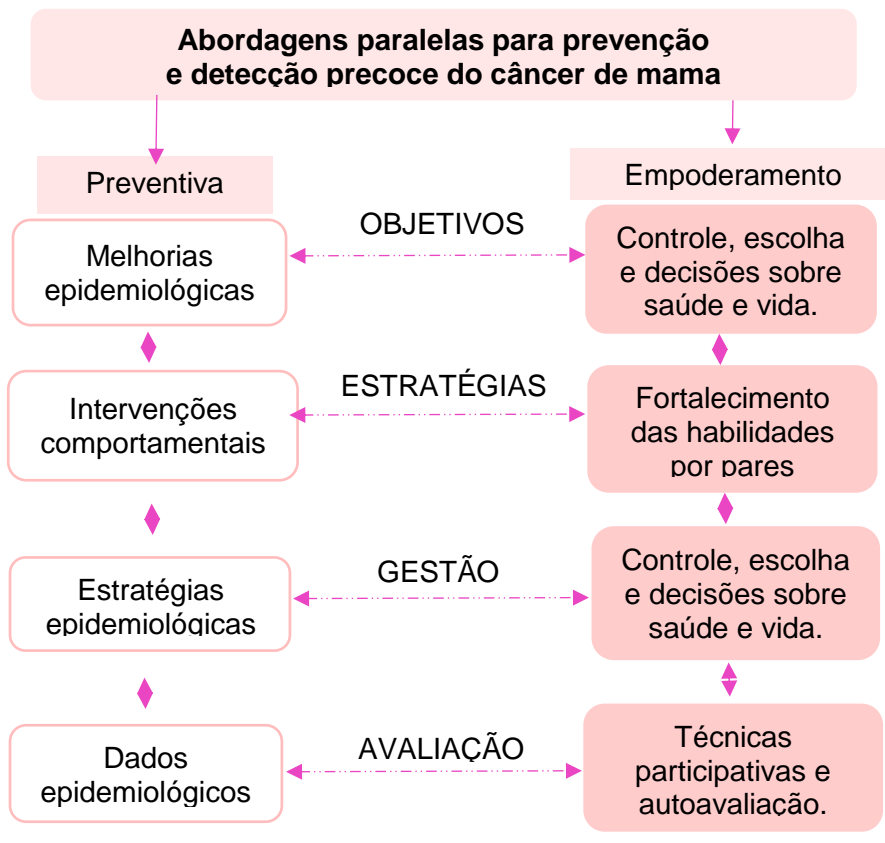 Abordagens paralelas para prevenção
e detecção precoce do câncer de mama
Preventiva
Empoderamento
Melhorias
epidemiológicas
OBJETIVOS
Controle, escolha
e decisões sobre
saúde e vida.
Intervenções
comportamentais
ESTRATÉGIAS
Fortalecimento
das habilidades
por pares
Estratégias
epidemiológicas
GESTÃO
Controle, escolha
e decisões sobre
saúde e vida.
Dados
epidemiológicos
AVALIAÇÃO
Técnicas
participativas e
autoavaliação.